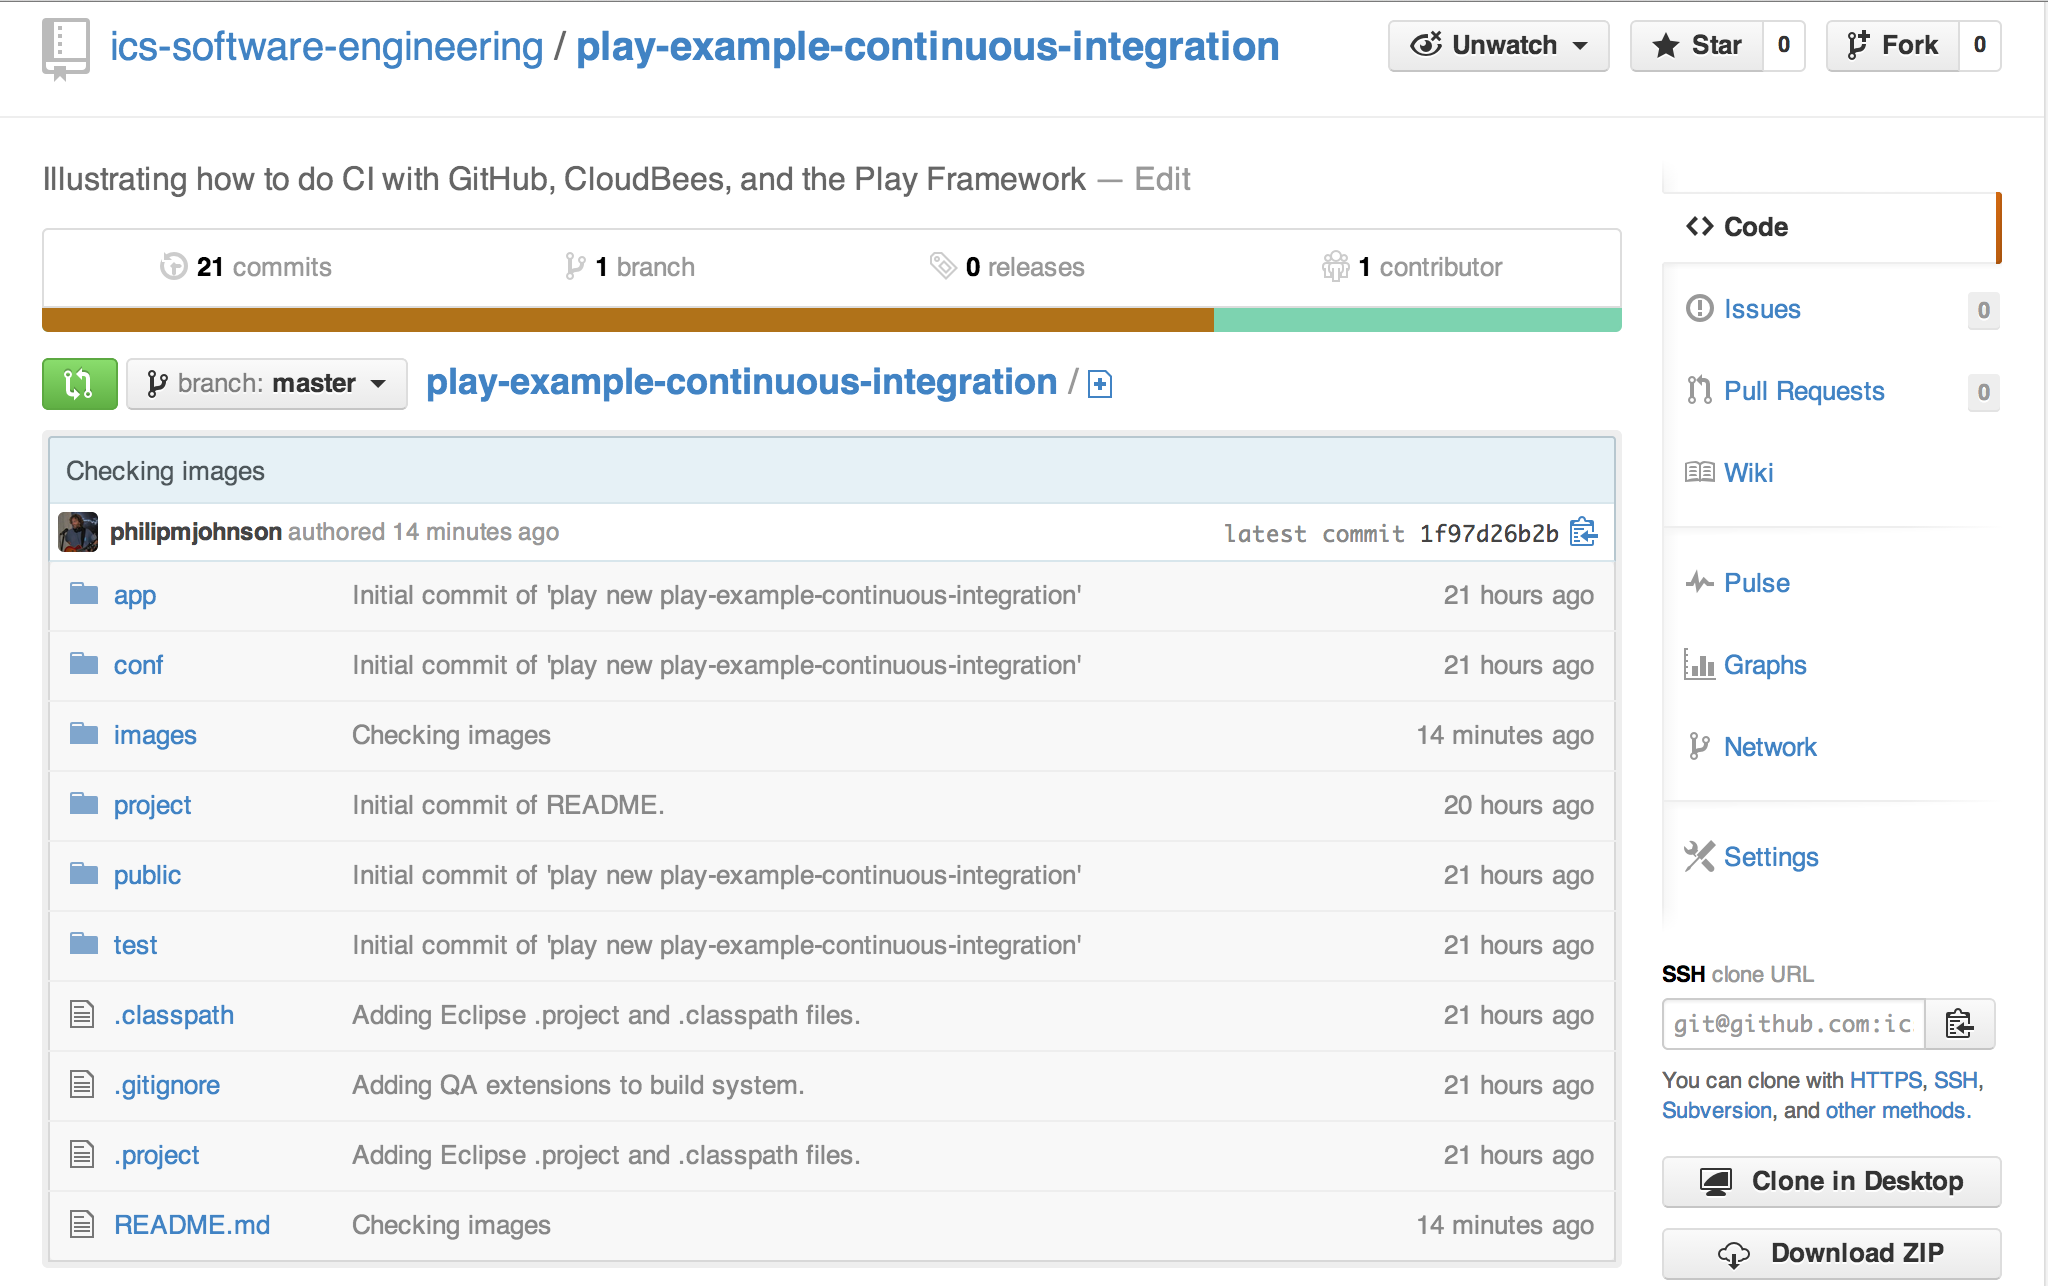 ics-software-engineering / play-example-continuous-integration
Unwatch
Star 0
Fork 0
Illustrating how to do CI with GitHub, CloudBees, and the Play Framework — Edit
21 commits
1 branch
0 releases
1 contributor
branch: master
play-example-continuous-integration /
Checking images
philipmjohnson authored 14 minutes ago
latest commit 1f97d26b2b
app Initial commit of 'play new play-example-continuous-integration' 21 hours ago
conf Initial commit of 'play new play-example-continuous-integration' 21 hours ago
images Checking images 14 minutes ago
project Initial commit of README. 20 hours ago
public Initial commit of 'play new play-example-continuous-integration' 21 hours ago
test Initial commit of 'play new play-example-continuous-integration' 21 hours ago
.classpath Adding Eclipse .project and .classpath files. 21 hours ago
.gitignore Adding QA extensions to build system. 21 hours ago
.project Adding Eclipse .project and .classpath files. 21 hours ago
README.md Checking images 14 minutes ago
Code
Issues 0
Pull Requests 0
Wiki
Pulse
Graphs
Network
Settings
SSH clone URL
git@github.com:ic
You can clone with HTTPS, SSH,
Subversion, and other methods.
Clone in Desktop
Download ZIP